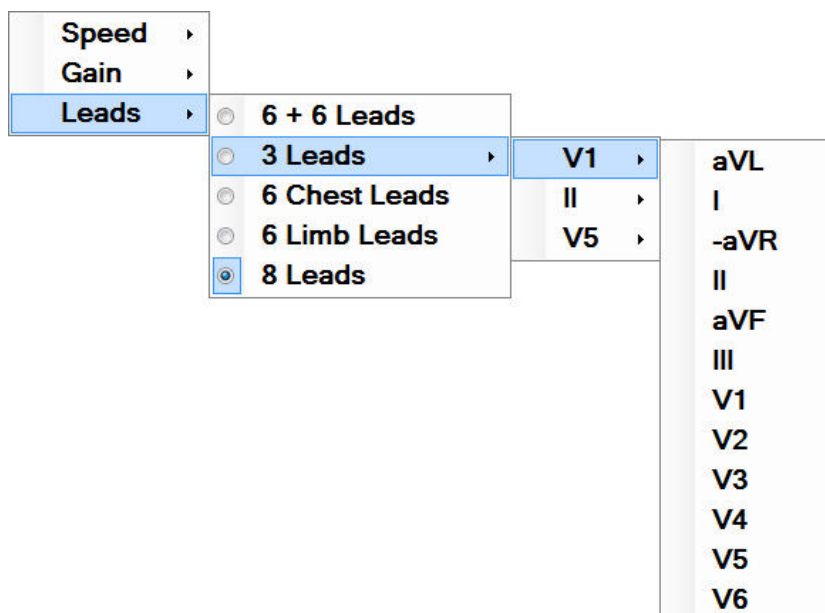 Speed
Gain
Leads
6 + 6 Leads
3 Leads
6 Chest Leads
6 Limb Leads
8 Leads
V1
II
V5
aVL
I
-aVR
II
aVF
III
V1
V2
V3
V4
V5
V6